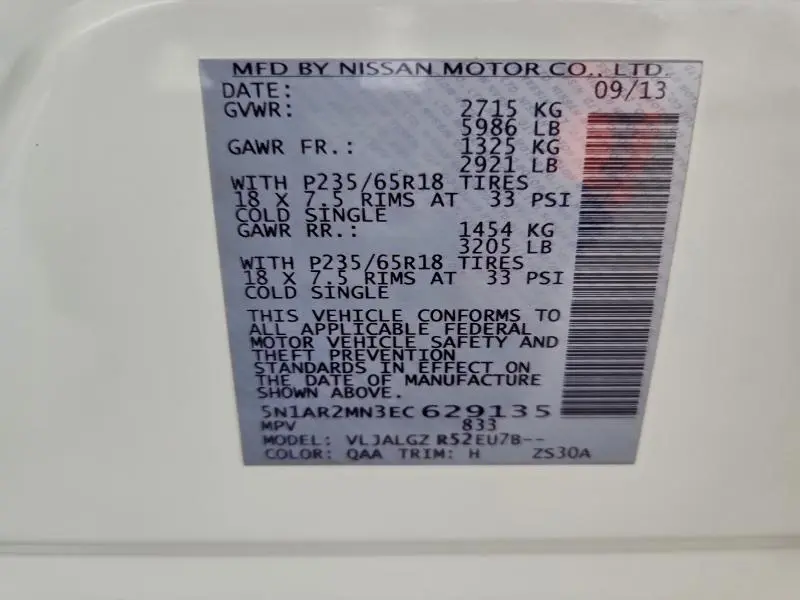 MFD BY NISSAN MOTOR CO., LTD.
DATE: 09/13
GVWR: 2715 KG
5986 LB
GAWR FR.: 1325 KG
2921 LB
WITH P235/65R18 TIRES
18 X 7.5 RIMS AT 33 PSI
COLD SINGLE
GAWR RR.: 1454 KG
3205 LB
WITH P235/65R18 TIRES
18 X 7.5 RIMS AT 33 PSI
COLD SINGLE
THIS VEHICLE CONFORMS TO
ALL APPLICABLE FEDERAL
MOTOR VEHICLE SAFETY AND
THEFT PREVENTION
STANDARDS IN EFFECT ON
THE DATE OF MANUFACTURE
SHOWN ABOVE.
5N1AR2MN3EC 629135
MPV 833
MODEL: VLJALGZ R52EU7B--
COLOR: QAA TRIM: H ZS30A